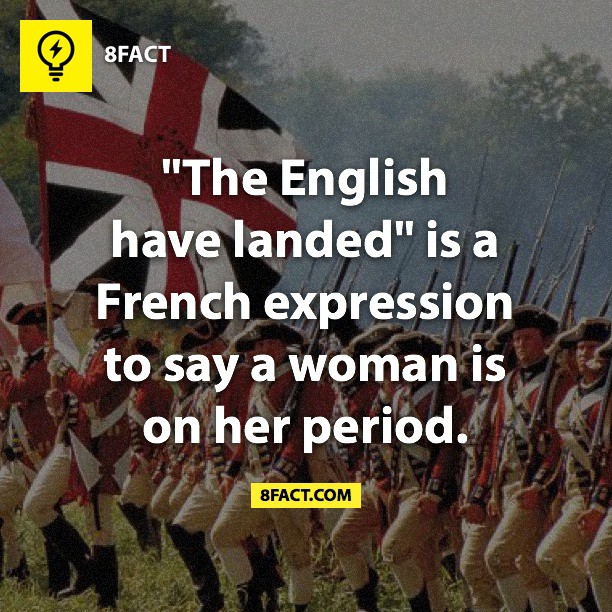 8FACT
"The English
have landed" is a
French expression
to say a woman is
on her period.
8FACT.COM